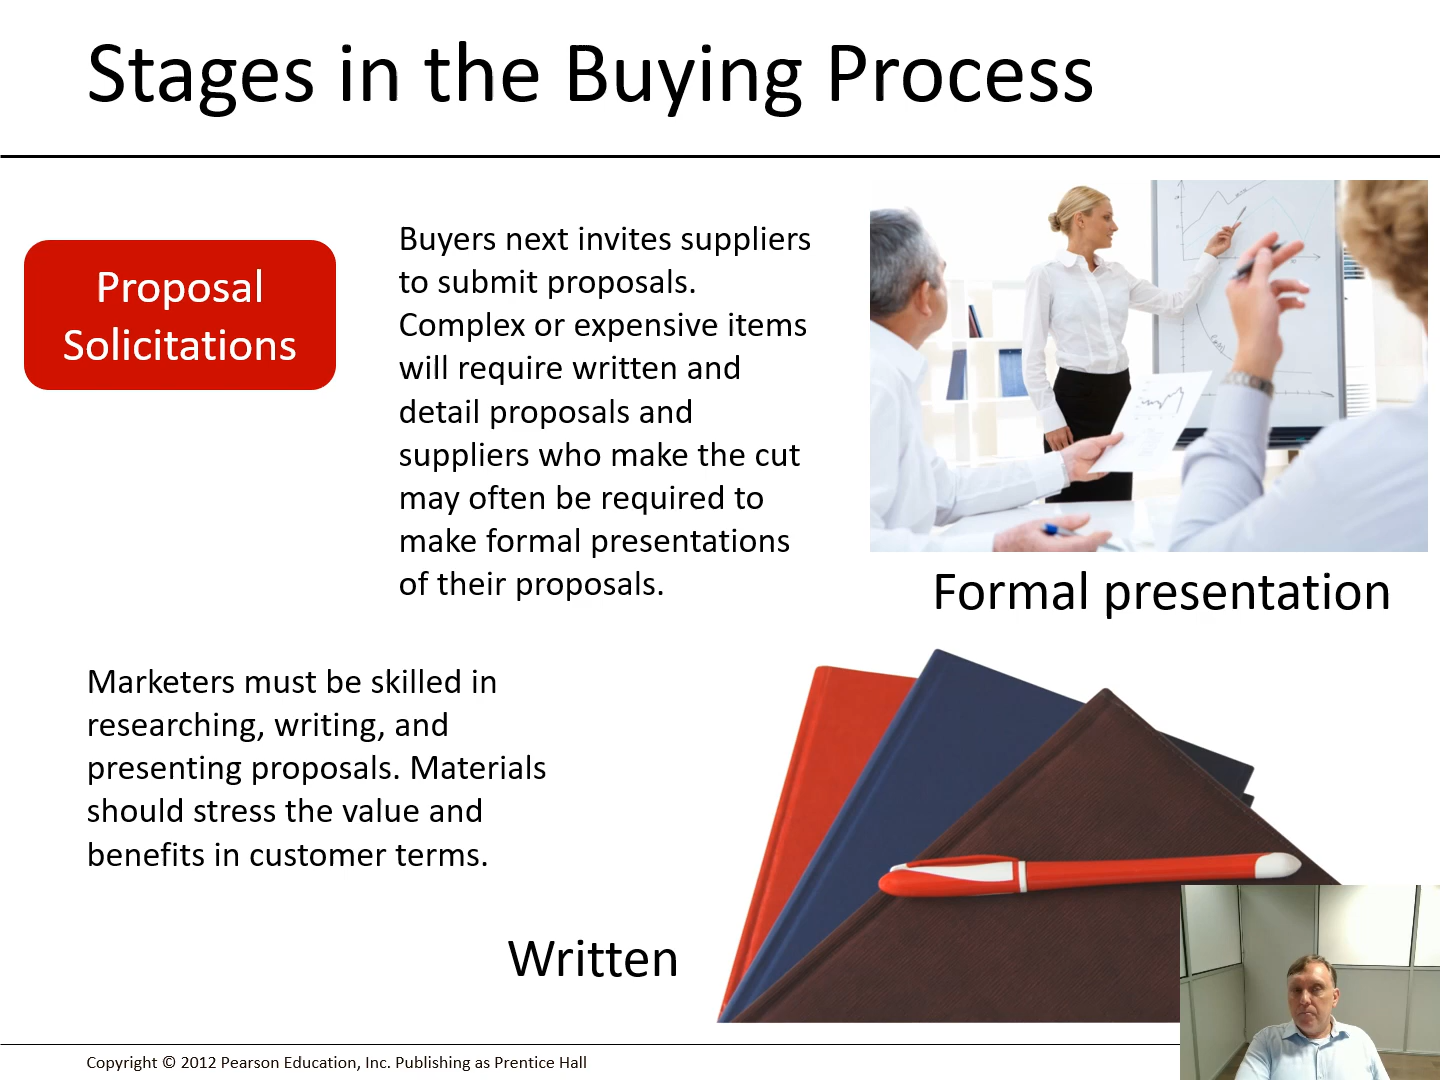 Stages in the Buying Process
Proposal
Solicitations
Buyers next invites suppliers
to submit proposals.
Complex or expensive items
will require written and
detail proposals and
suppliers who make the cut
may often be required to
make formal presentations
of their proposals.
Formal presentation
Marketers must be skilled in
researching, writing, and
presenting proposals. Materials
should stress the value and
benefits in customer terms.
Written
Copyright © 2012 Pearson Education, Inc. Publishing as Prentice Hall